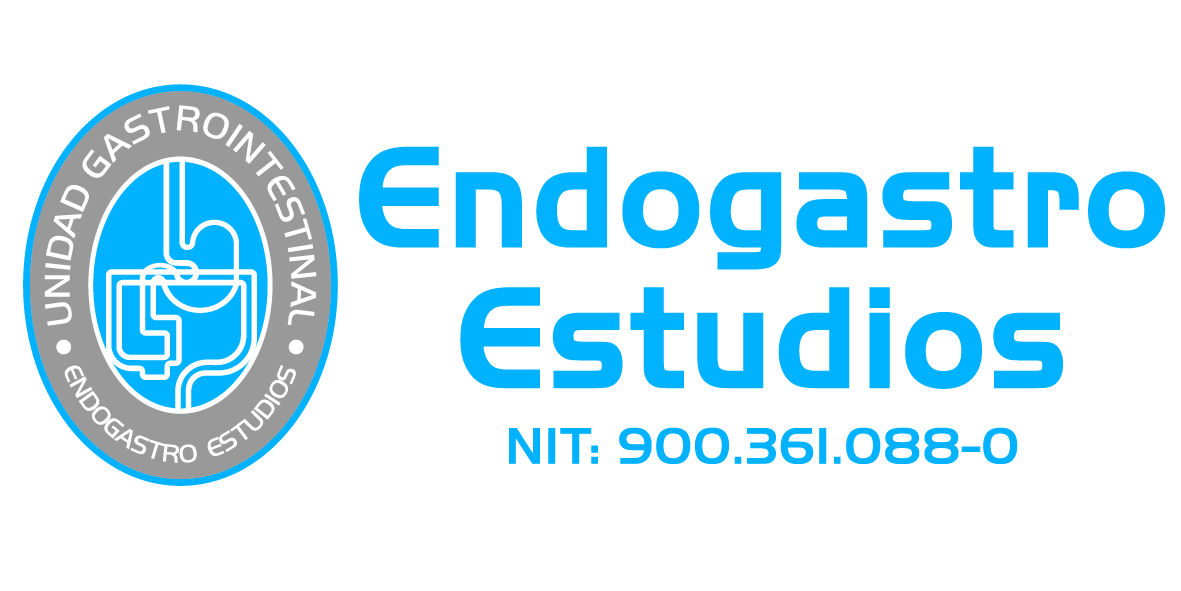 UNIDAD GASTROINTESTINAL
ENDOGASTRO ESTUDIOS
Endogastro
Estudios
NIT: 900.361.088-0